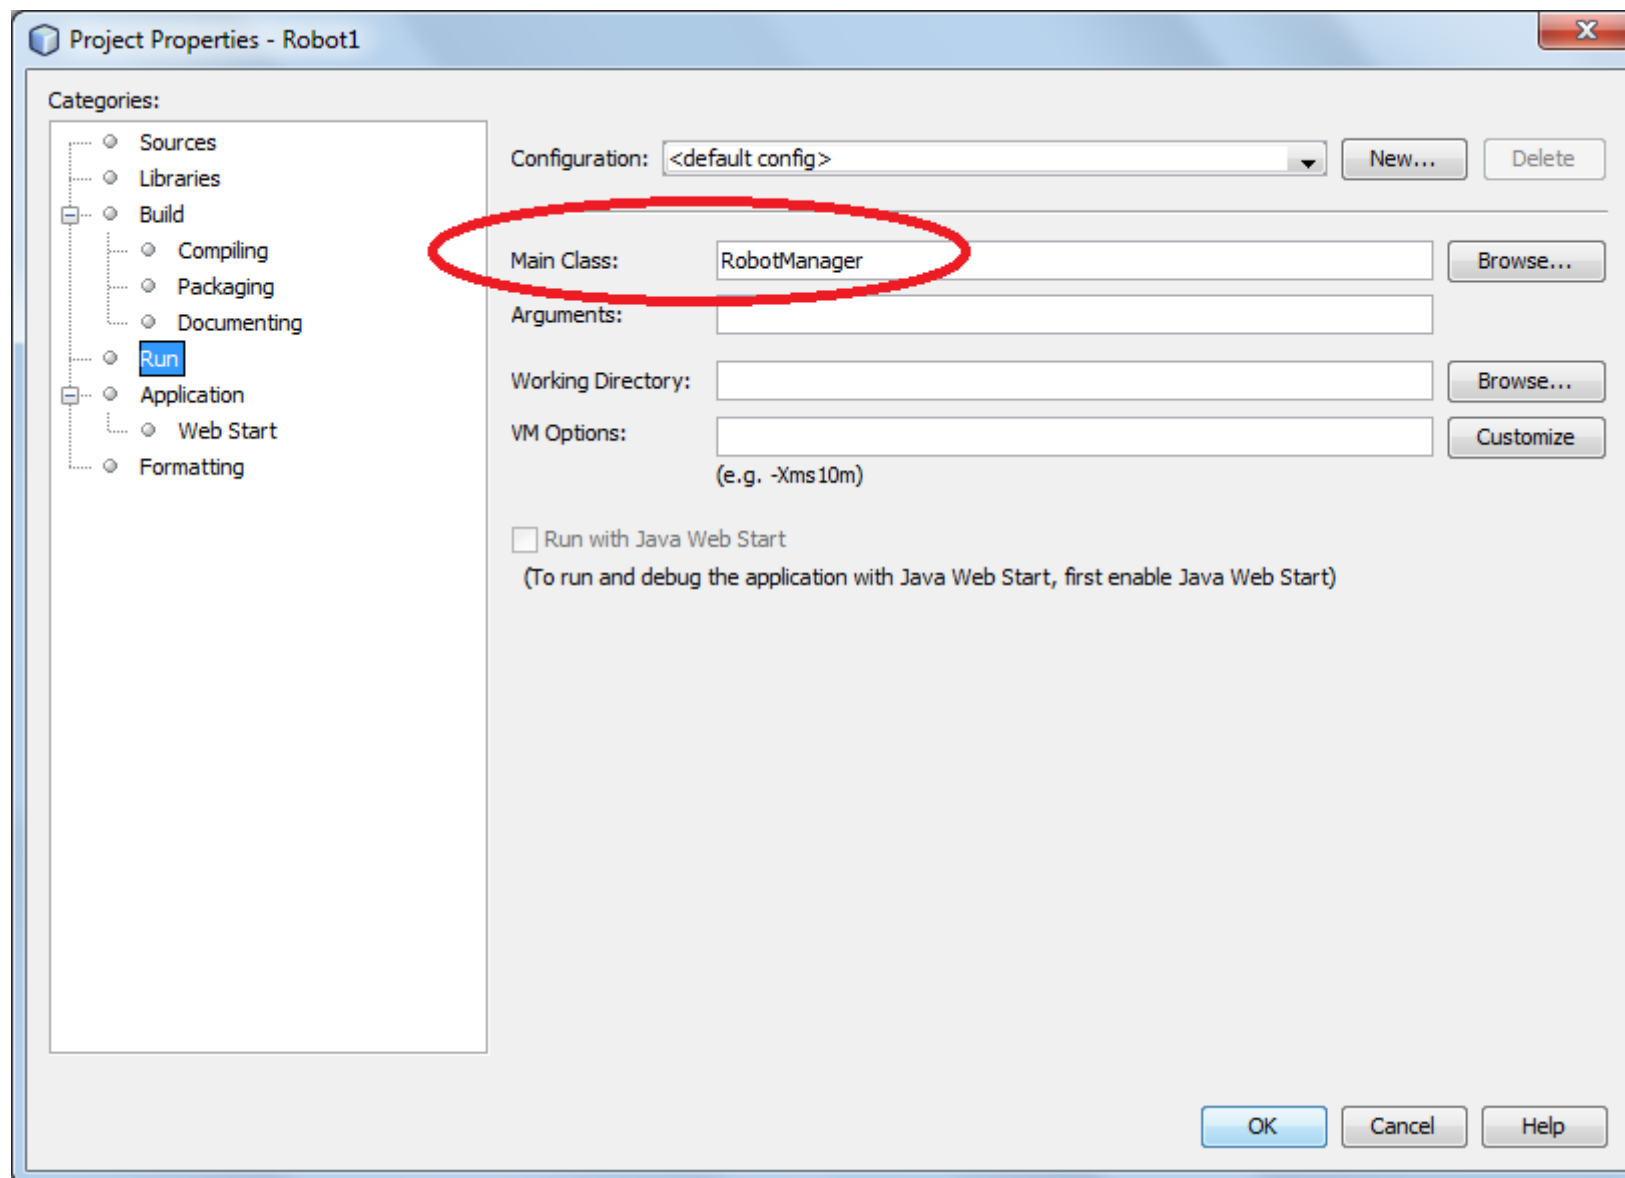 Project Properties - Robot1
Categories:
Sources
Libraries
Build
Compiling
Packaging
Documenting
Run
Application
Web Start
Formatting
Configuration: <default config> New... Delete
Main Class: RobotManager Browse...
Arguments:
Working Directory: Browse...
VM Options: Customize
(e.g. -Xms10m)
Run with Java Web Start
(To run and debug the application with Java Web Start, first enable Java Web Start)
OK Cancel Help